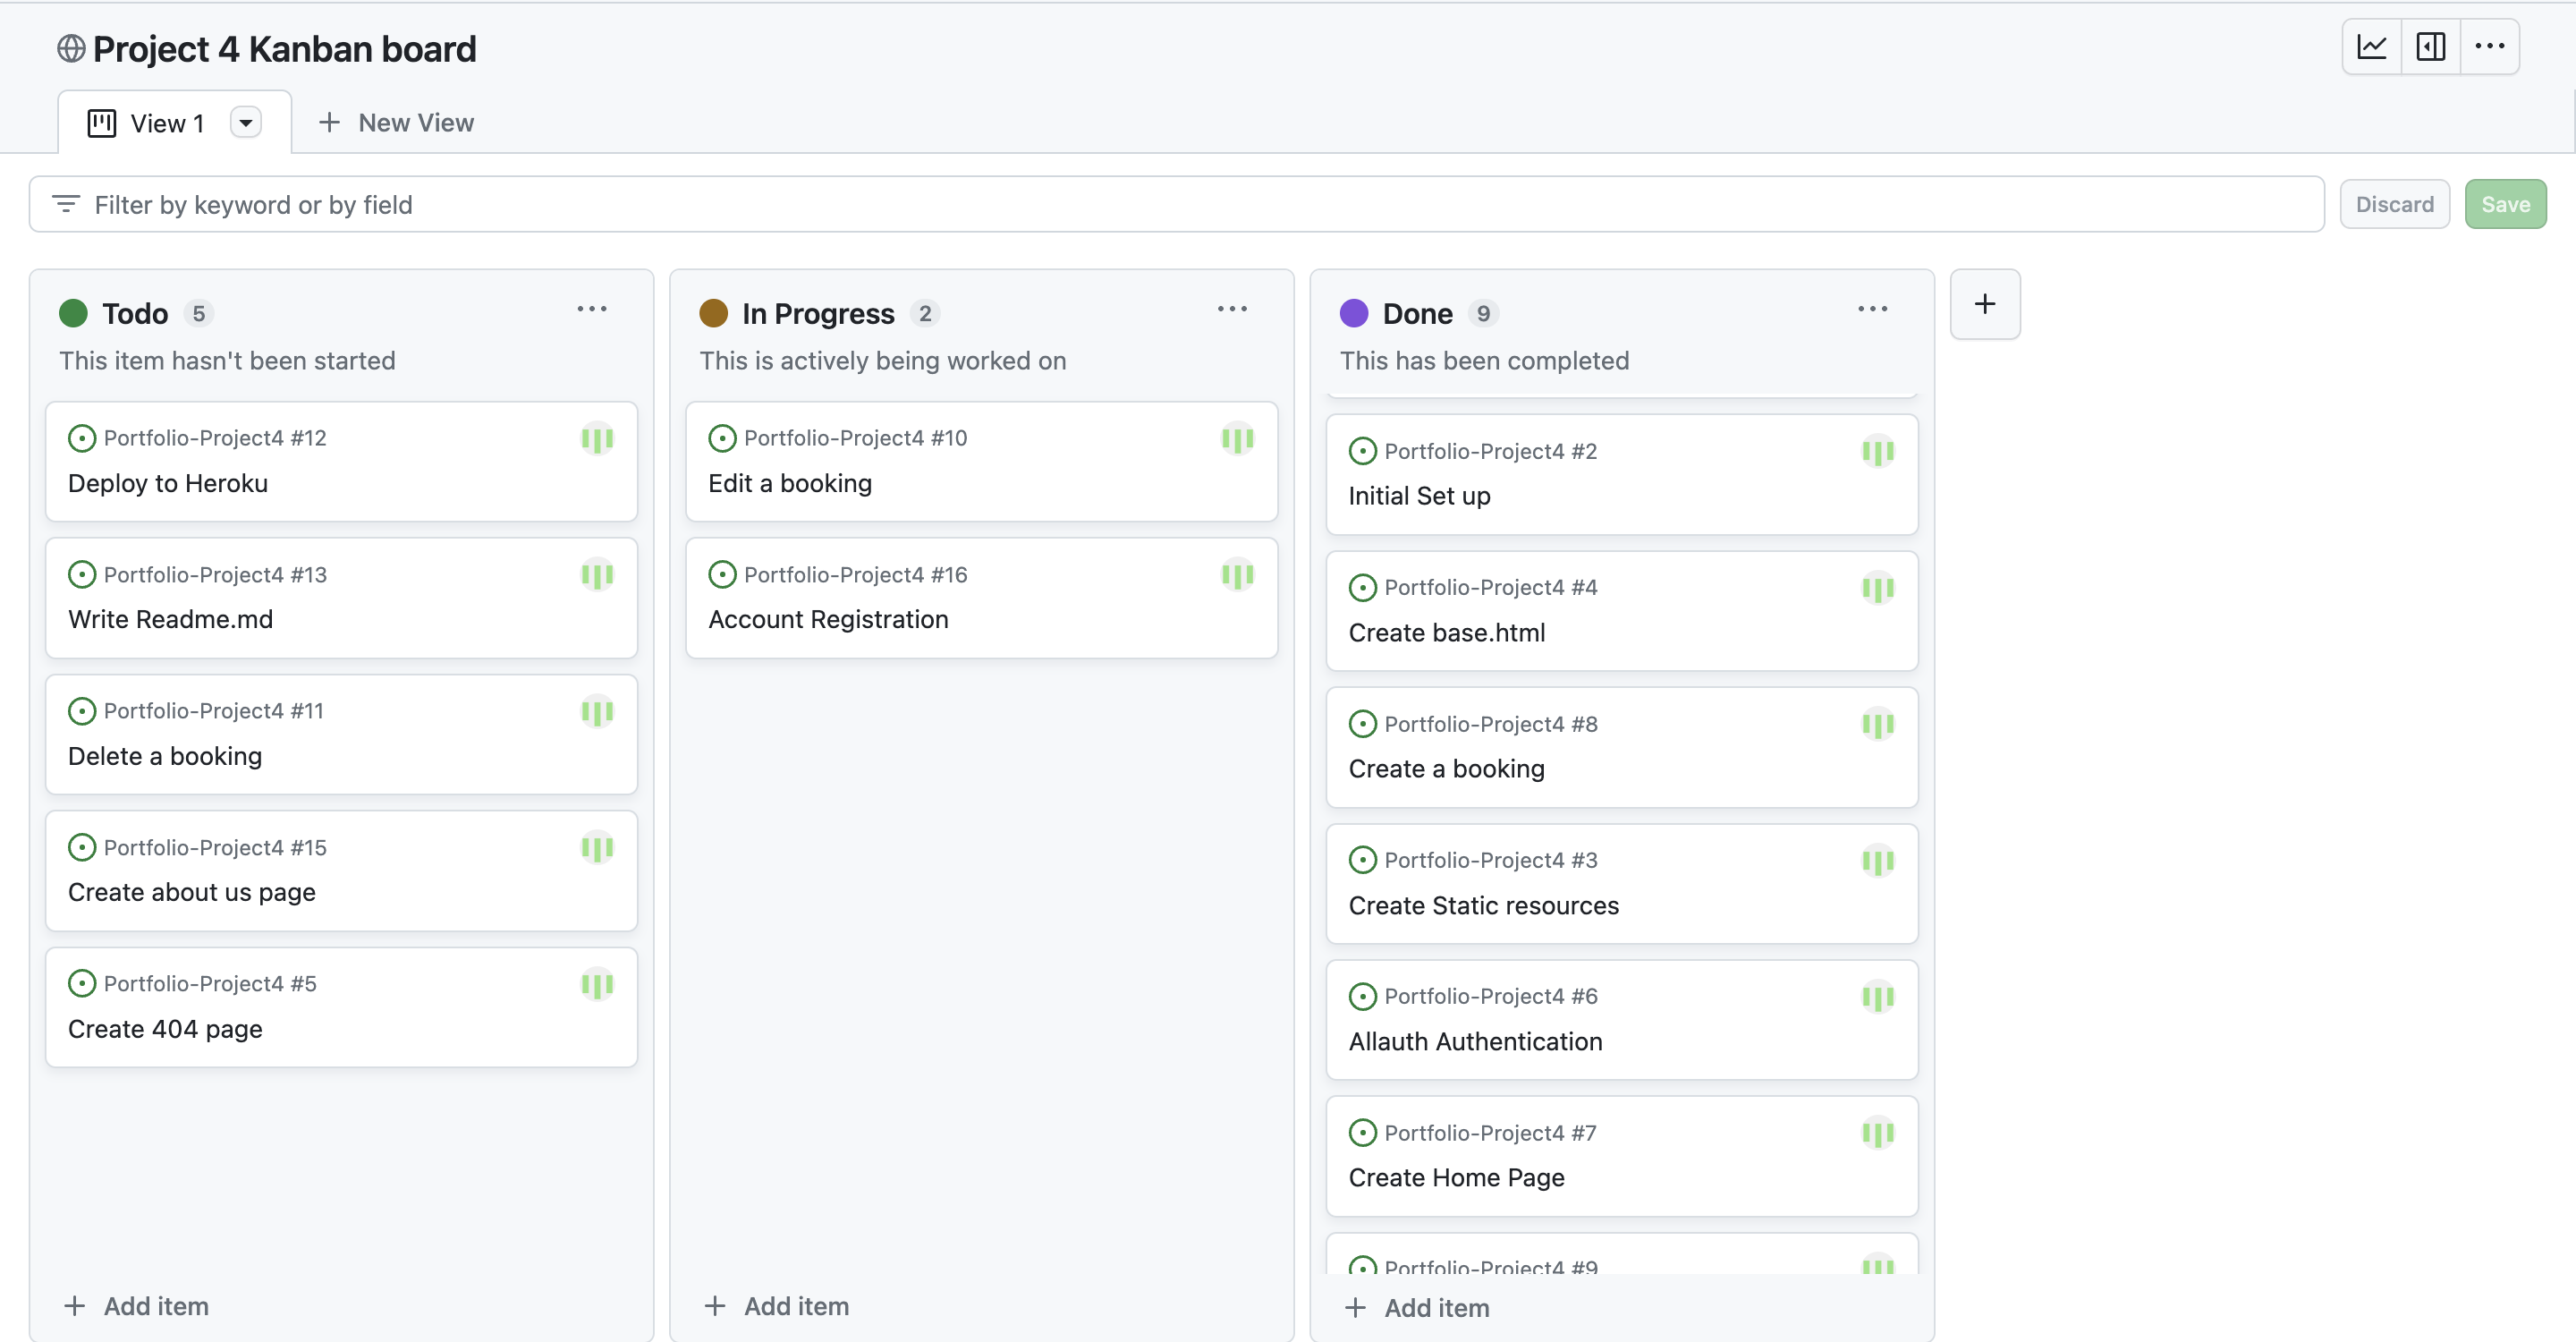 Project 4 Kanban board
View 1
New View
Filter by keyword or by field
Discard
Save
Todo 5
This item hasn't been started
Portfolio-Project4 #12
Deploy to Heroku
Portfolio-Project4 #13
Write Readme.md
Portfolio-Project4 #11
Delete a booking
Portfolio-Project4 #15
Create about us page
Portfolio-Project4 #5
Create 404 page
Add item
In Progress 2
This is actively being worked on
Portfolio-Project4 #10
Edit a booking
Portfolio-Project4 #16
Account Registration
Add item
Done 9
This has been completed
Portfolio-Project4 #2
Initial Set up
Portfolio-Project4 #4
Create base.html
Portfolio-Project4 #8
Create a booking
Portfolio-Project4 #3
Create Static resources
Portfolio-Project4 #6
Allauth Authentication
Portfolio-Project4 #7
Create Home Page
Portfolio-Project4 #9
Add item